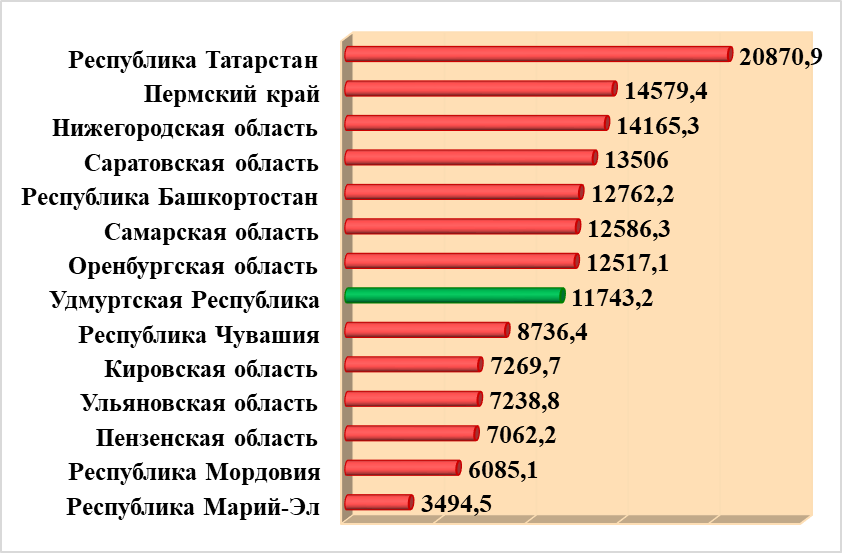 Республика Татарстан 20870,9
Пермский край 14579,4
Нижегородская область 14165,3
Саратовская область 13506
Республика Башкортостан 12762,2
Самарская область 12586,3
Оренбургская область 12517,1
Удмуртская Республика 11743,2
Республика Чувашия 8736,4
Кировская область 7269,7
Ульяновская область 7238,8
Пензенская область 7062,2
Республика Мордовия 6085,1
Республика Марий-Эл 3494,5